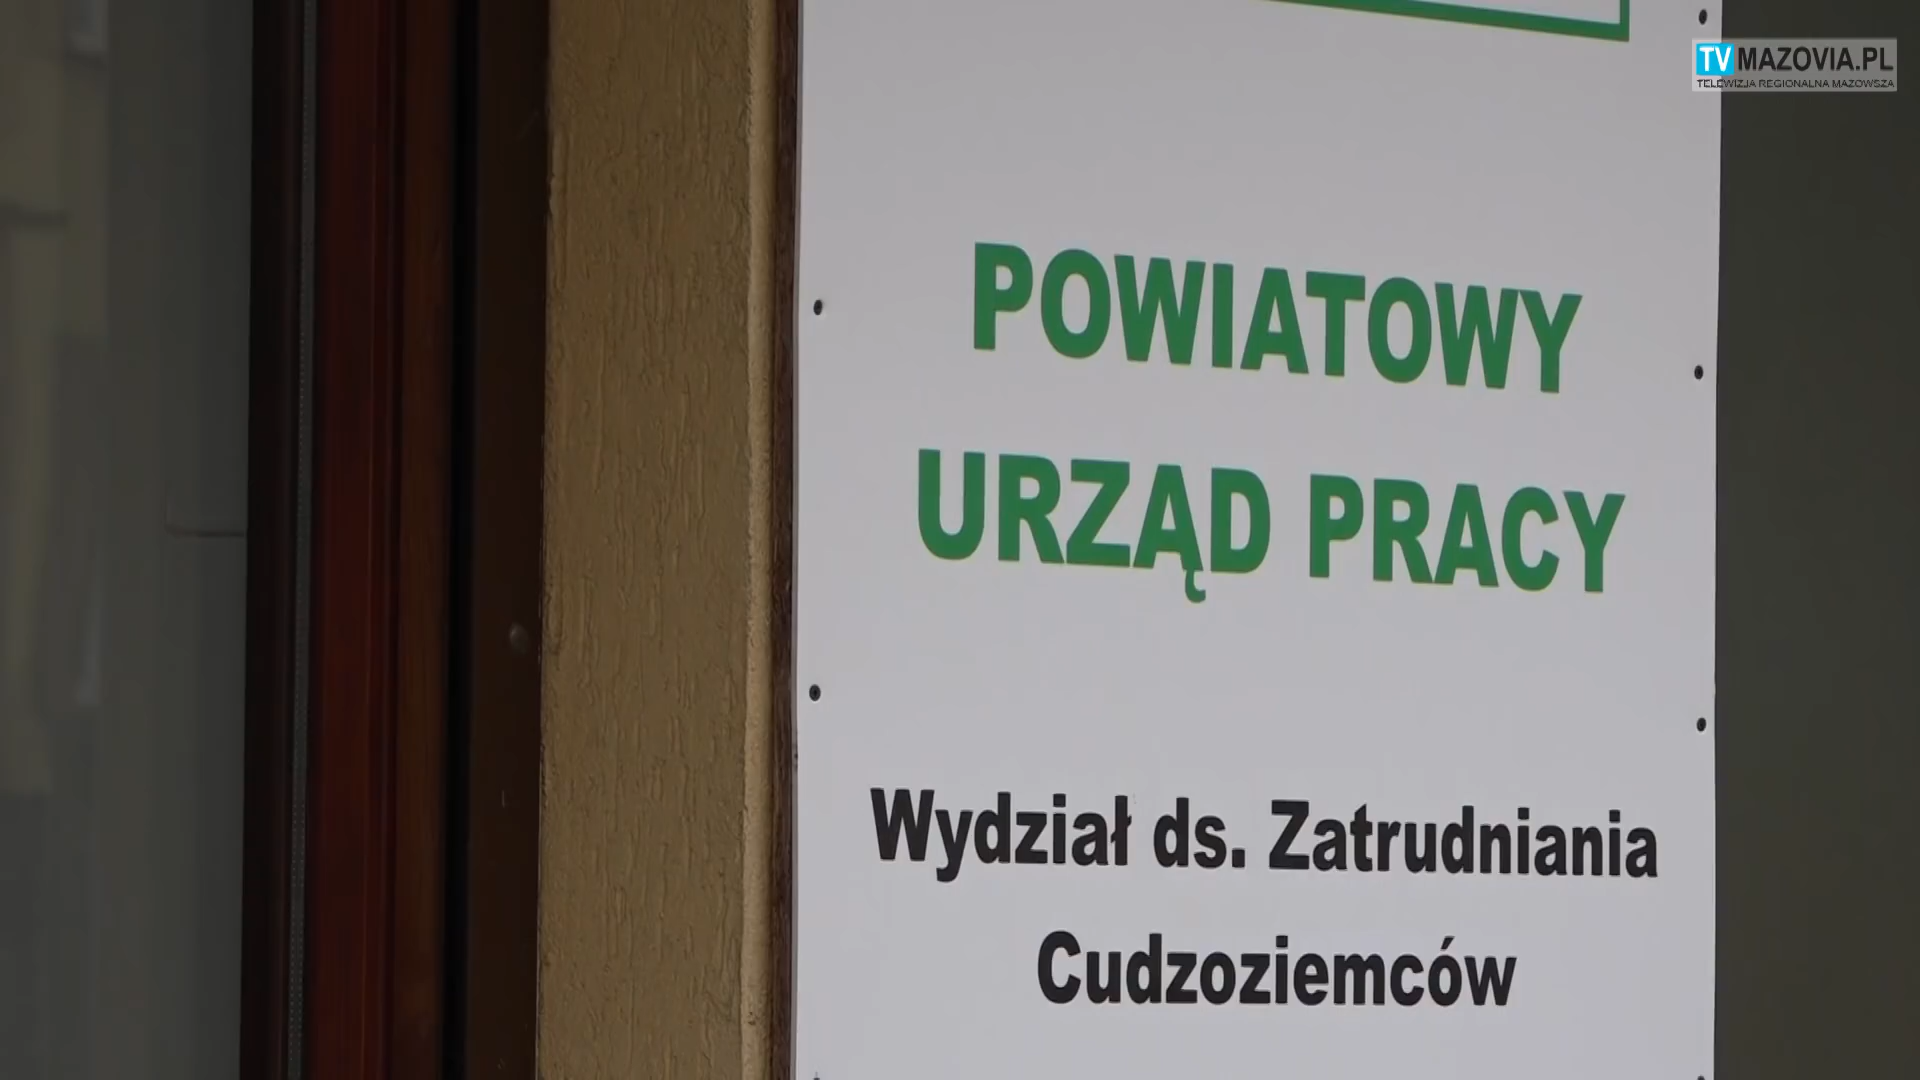 TVMAZOVIA.PL
TELEWIZJA REGIONALNA MAZOWSZA
POWIATOWY
URZĄD PRACY
Wydział ds. Zatrudniania
Cudzoziemców